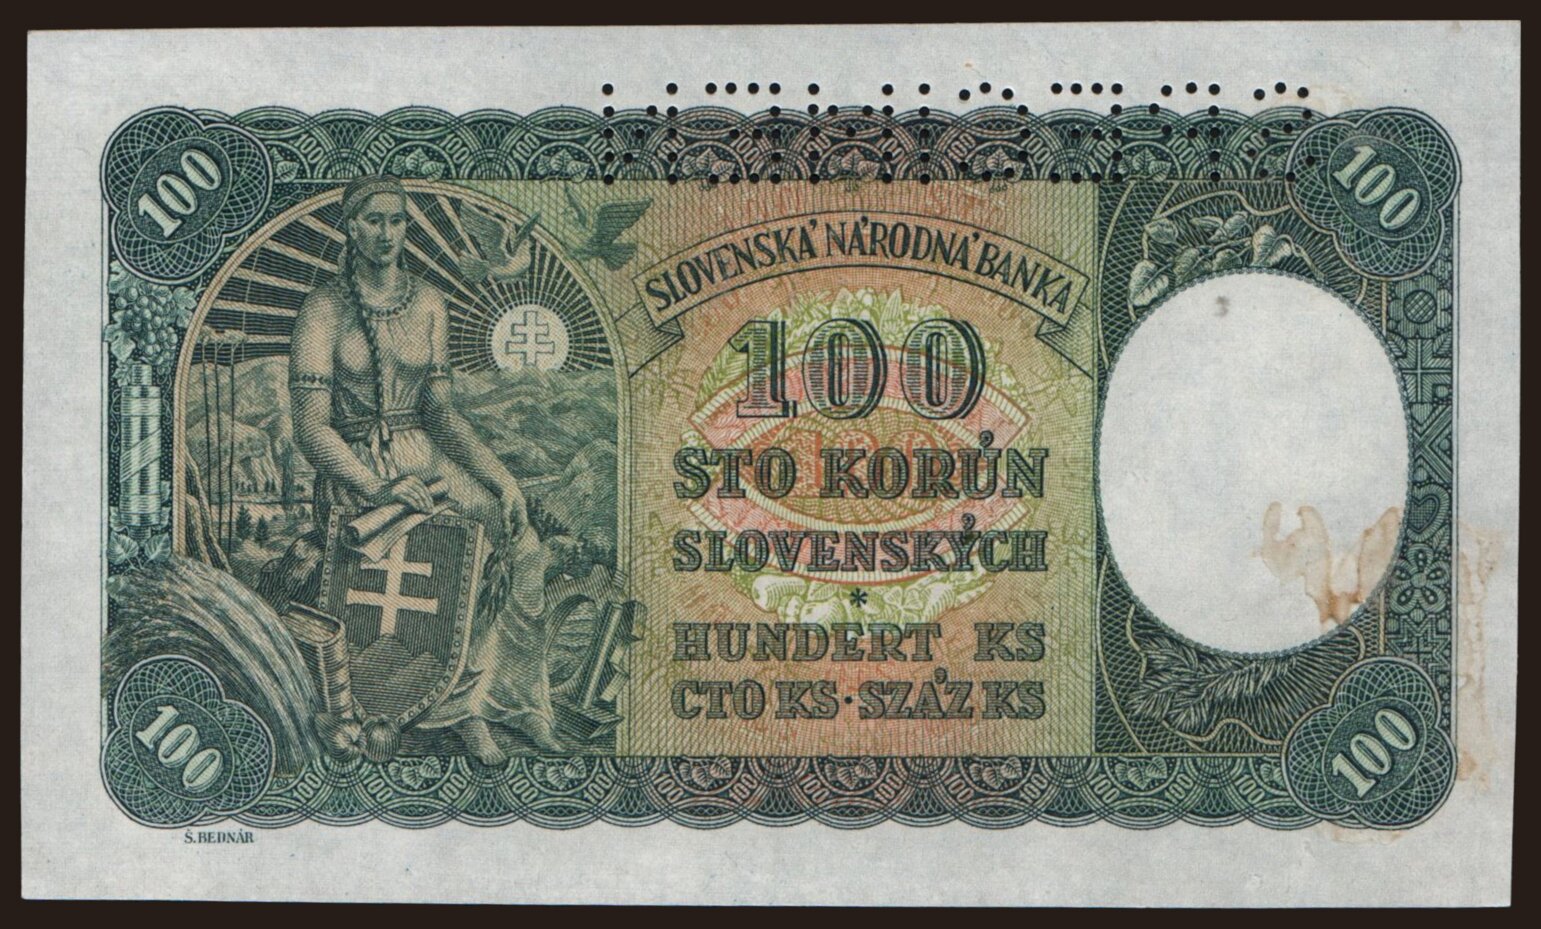 100
100
SLOVENSKÁ NÁRODNÁ BANKA
100
STO KORÚN
SLOVENSKÝCH
*
HUNDERT KS
CTO KS · SZÁZ KS
100
100
Š. BEDNÁR